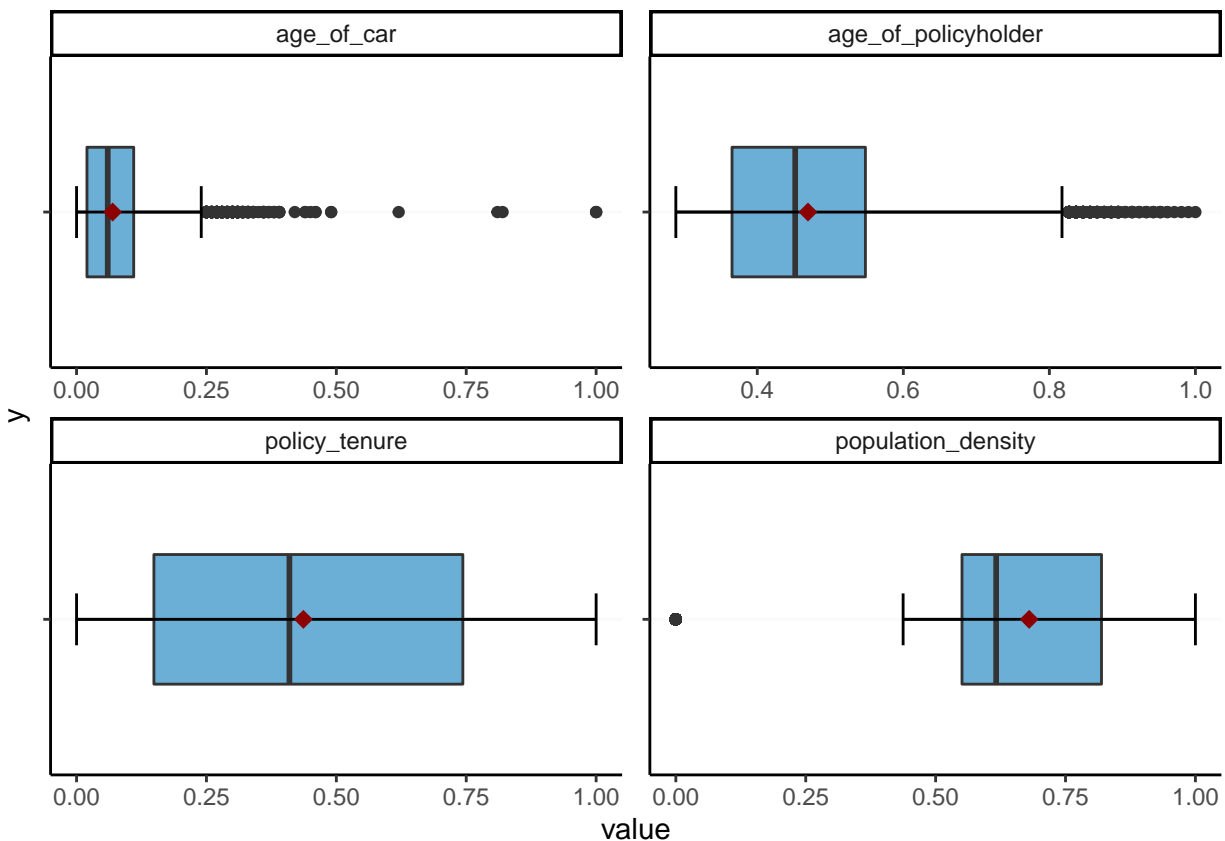 age_of_car
age_of_policyholder
0.00 0.25 0.50 0.75 1.00
0.4 0.6 0.8 1.0
y
policy_tenure
population_density
0.00 0.25 0.50 0.75 1.00
0.00 0.25 0.50 0.75 1.00
value